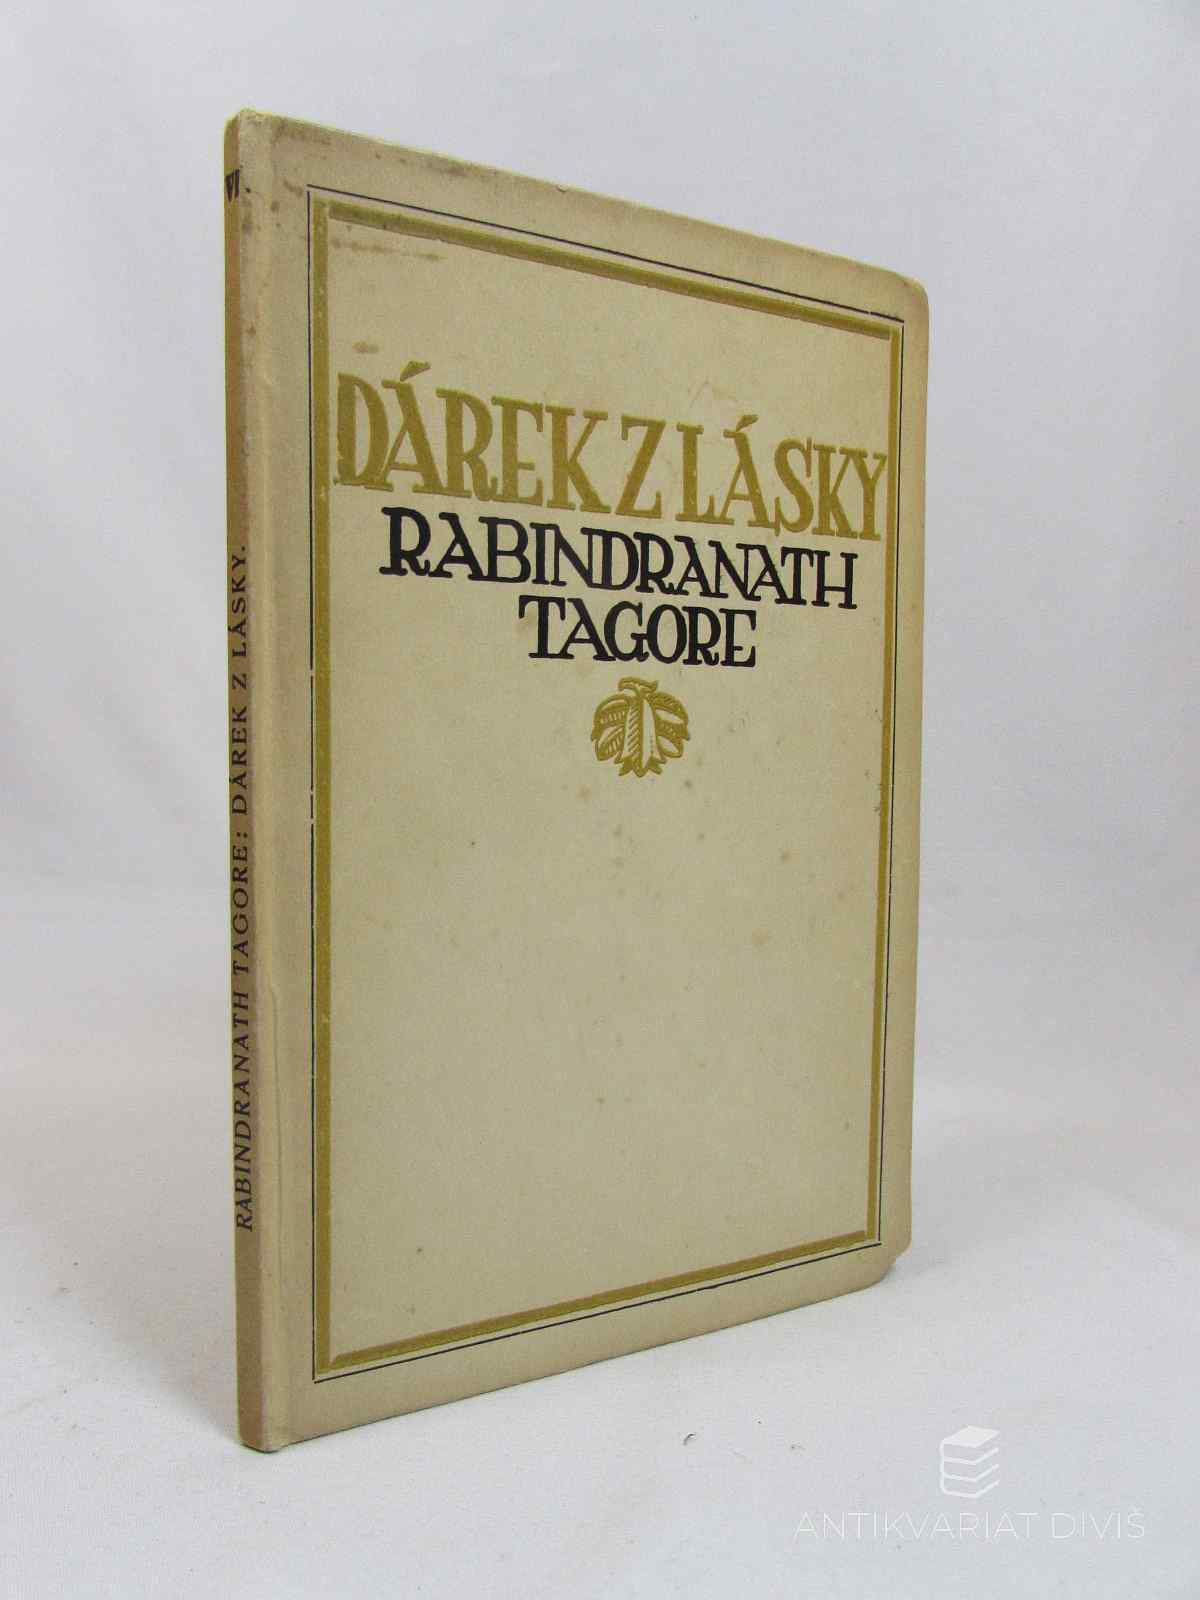 VI
RABINDRANATH TAGORE: DÁREK Z LÁSKY.
DÁREK Z LÁSKY
RABINDRANATH
TAGORE
ANTIKVARIAT DIVIŠ